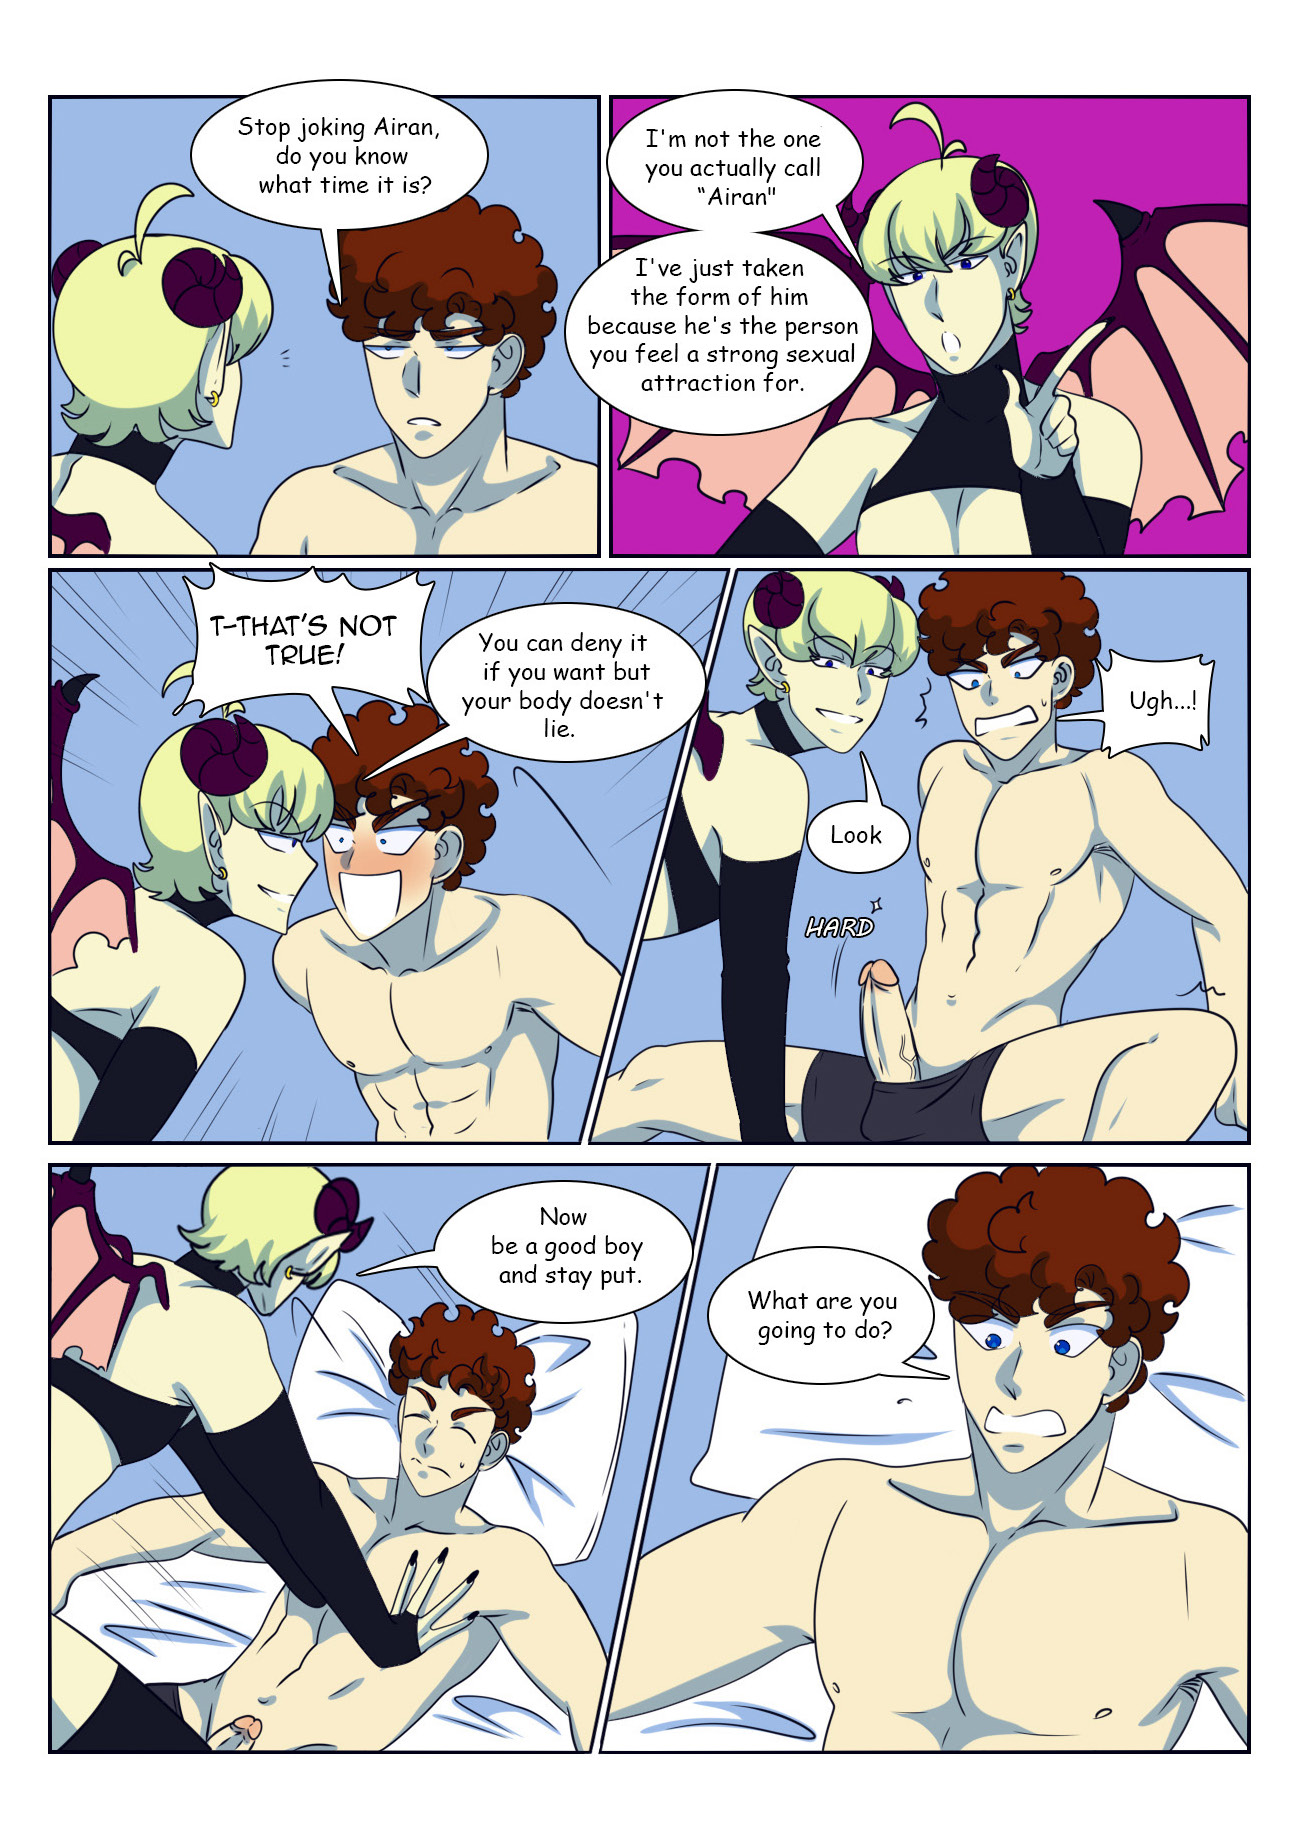 Stop joking Airan,
do you know
what time it is?
I'm not the one
you actually call
“Airan"
I've just taken
the form of him
because he's the person
you feel a strong sexual
attraction for.
T-THAT'S NOT
TRUE!
You can deny it
if you want but
your body doesn't
lie.
Look
Ugh...!
HARD
Now
be a good boy
and stay put.
What are you
going to do?